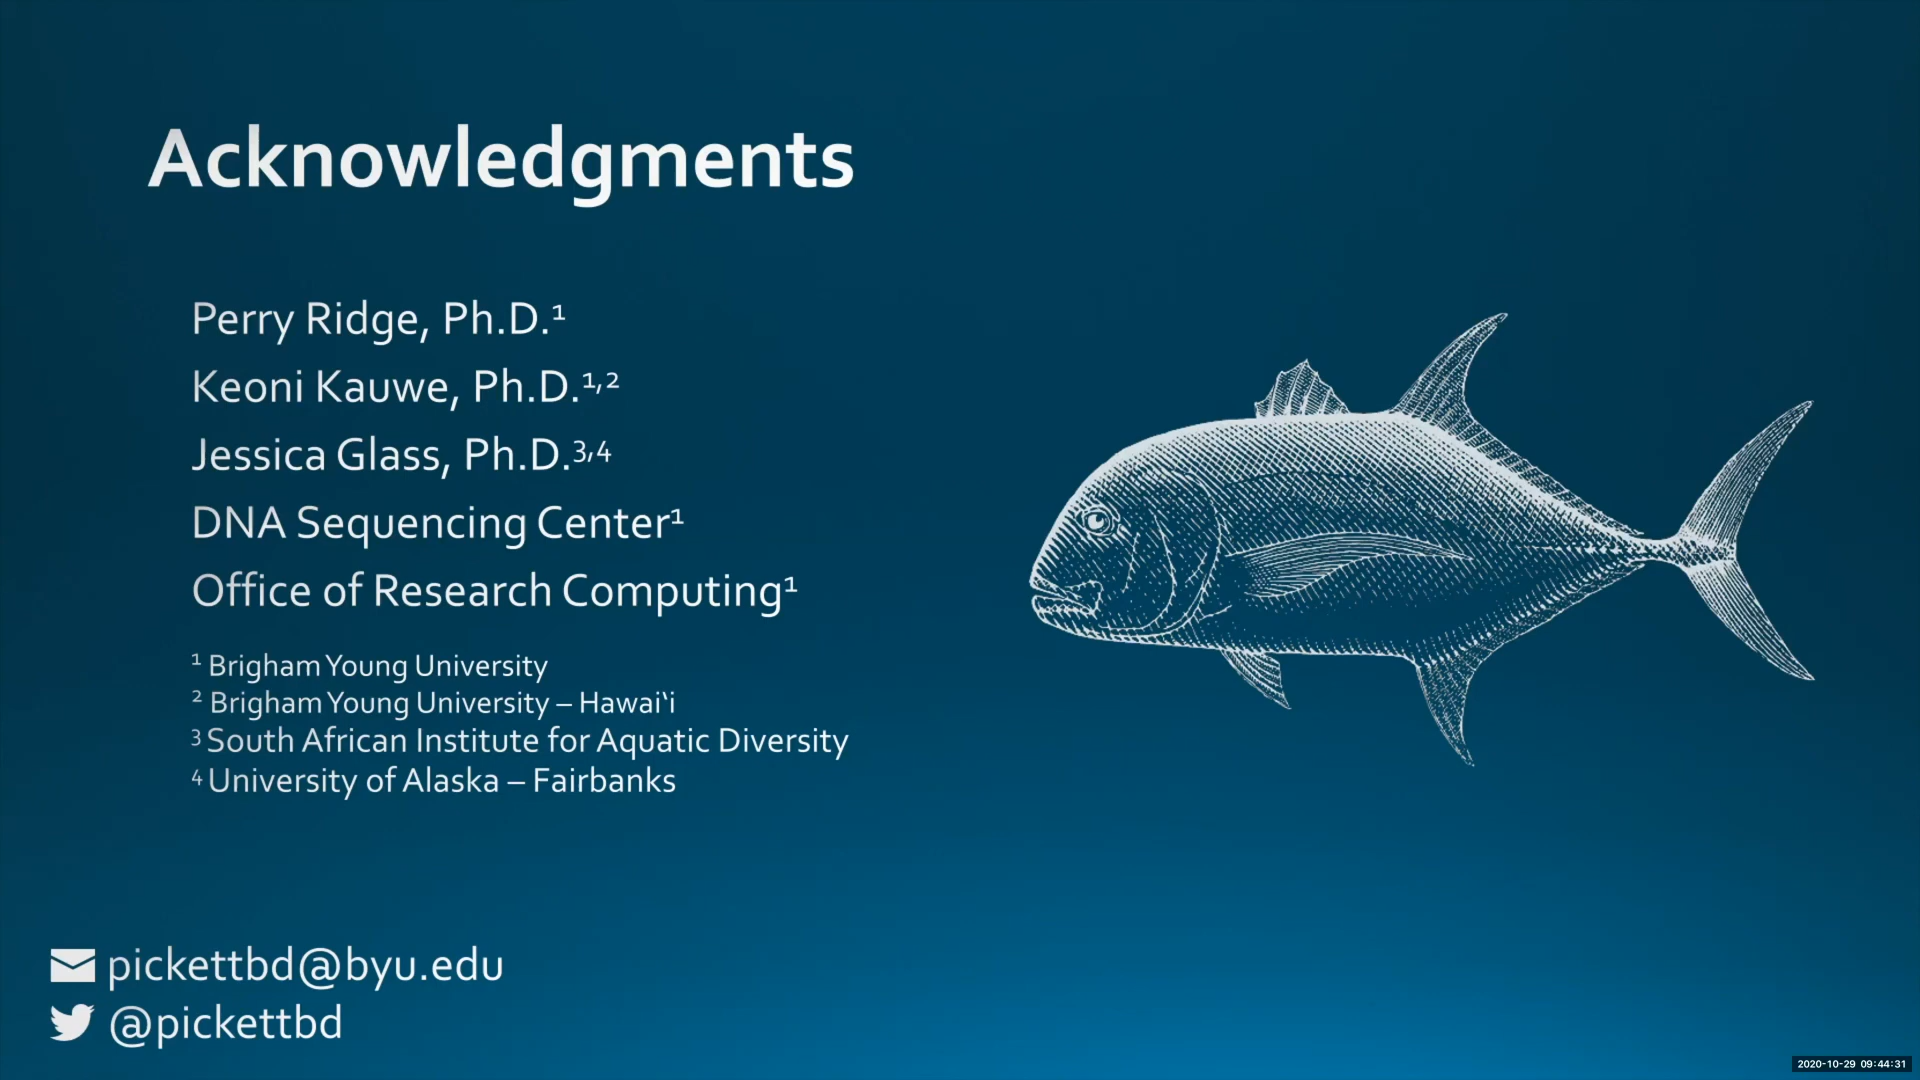 Acknowledgments
Perry Ridge, Ph.D.¹
Keoni Kauwe, Ph.D.¹,²
Jessica Glass, Ph.D.³,⁴
DNA Sequencing Center¹
Office of Research Computing¹
¹ Brigham Young University
² Brigham Young University – Hawai‘i
³ South African Institute for Aquatic Diversity
⁴ University of Alaska – Fairbanks
pickettbd@byu.edu
@pickettbd
2020-10-29 09:44:31